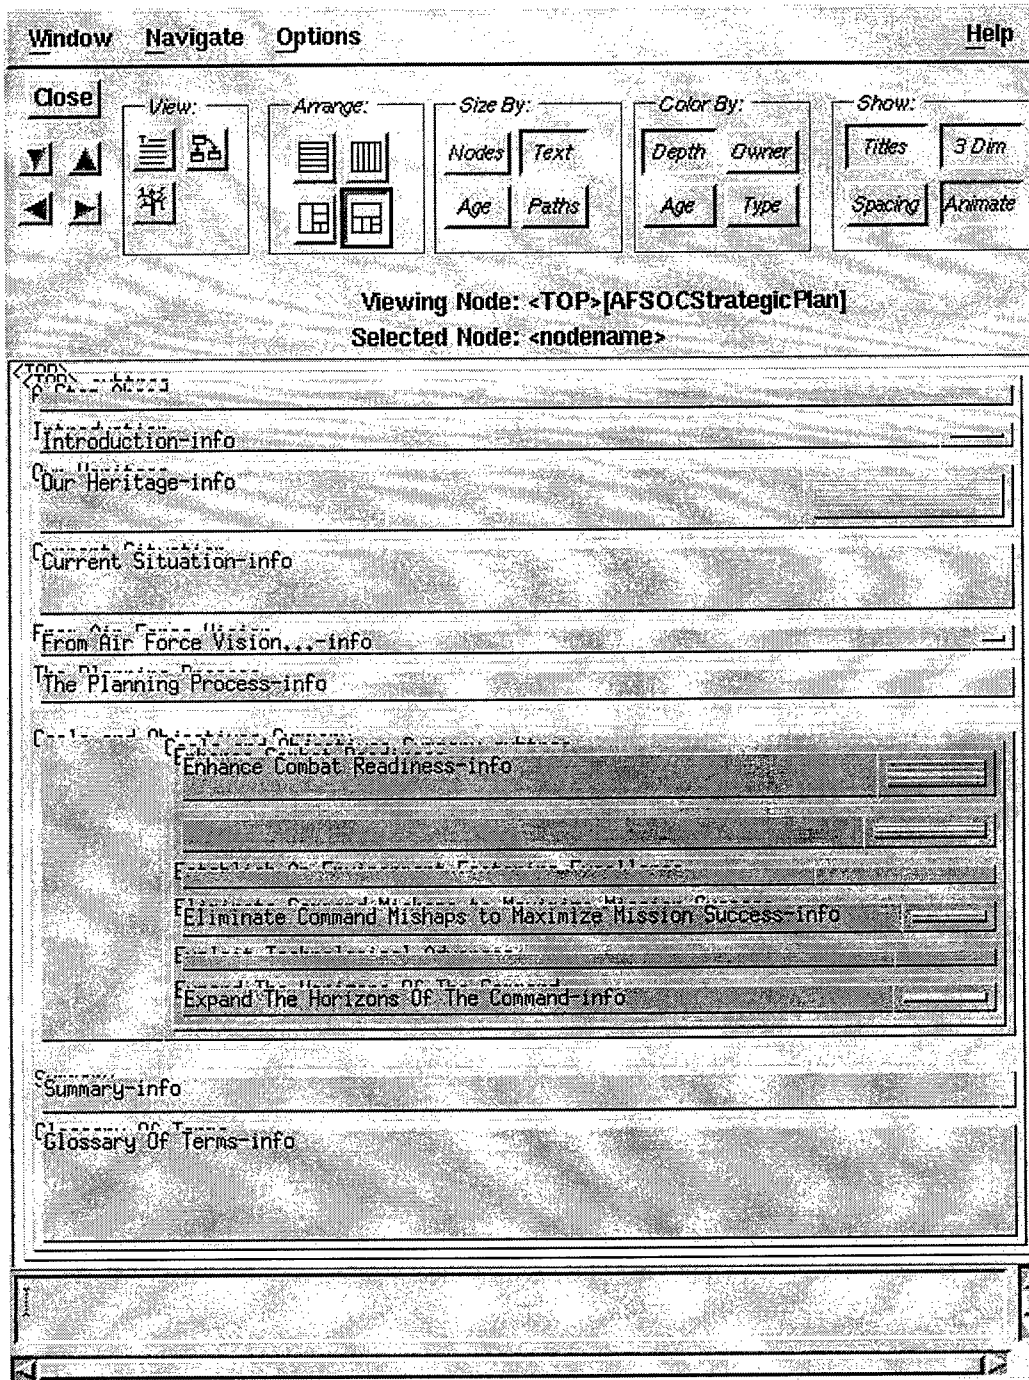 Window Navigate Options Help
Close View: Arrange: Size By: Color By: Show:
Nodes Text Depth Owner Titles 3 Dim
Age Paths Age Type Spacing Animate
Viewing Node: <TOP>[AFSOCStrategicPlan]
Selected Node: <nodename>
<TOP>
Introduction-info
Our Heritage-info
Current Situation-info
From Air Force Vision...-info
The Planning Process-info
Enhance Combat Readiness-info
Eliminate Command Mishaps to Maximize Mission Success-info
Expand The Horizons Of The Command-info
Summary-info
Glossary Of Terms-info